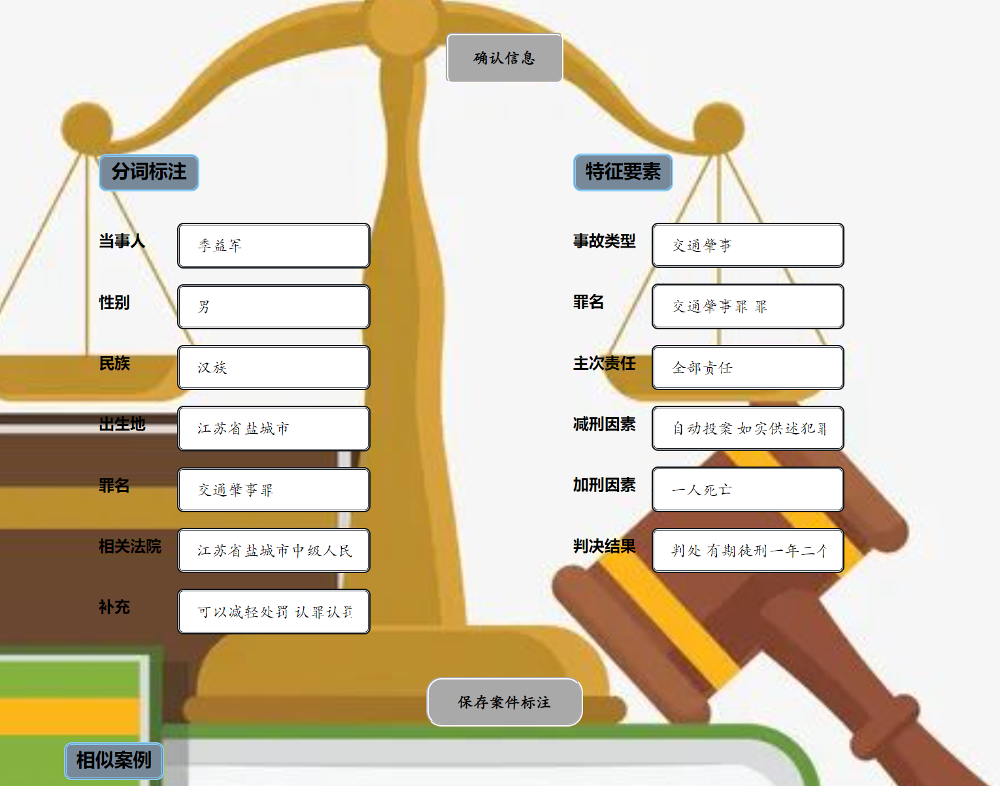 确认信息
分词标注
当事人 季益军
性别 男
民族 汉族
出生地 江苏省盐城市
罪名 交通肇事罪
相关法院 江苏省盐城市中级人民
补充 可以减轻处罚 认罪认罚
特征要素
事故类型 交通肇事
罪名 交通肇事罪 罪
主次责任 全部责任
减刑因素 自动投案 如实供述犯罪
加刑因素 一人死亡
判决结果 判处 有期徒刑一年二个
保存案件标注
相似案例